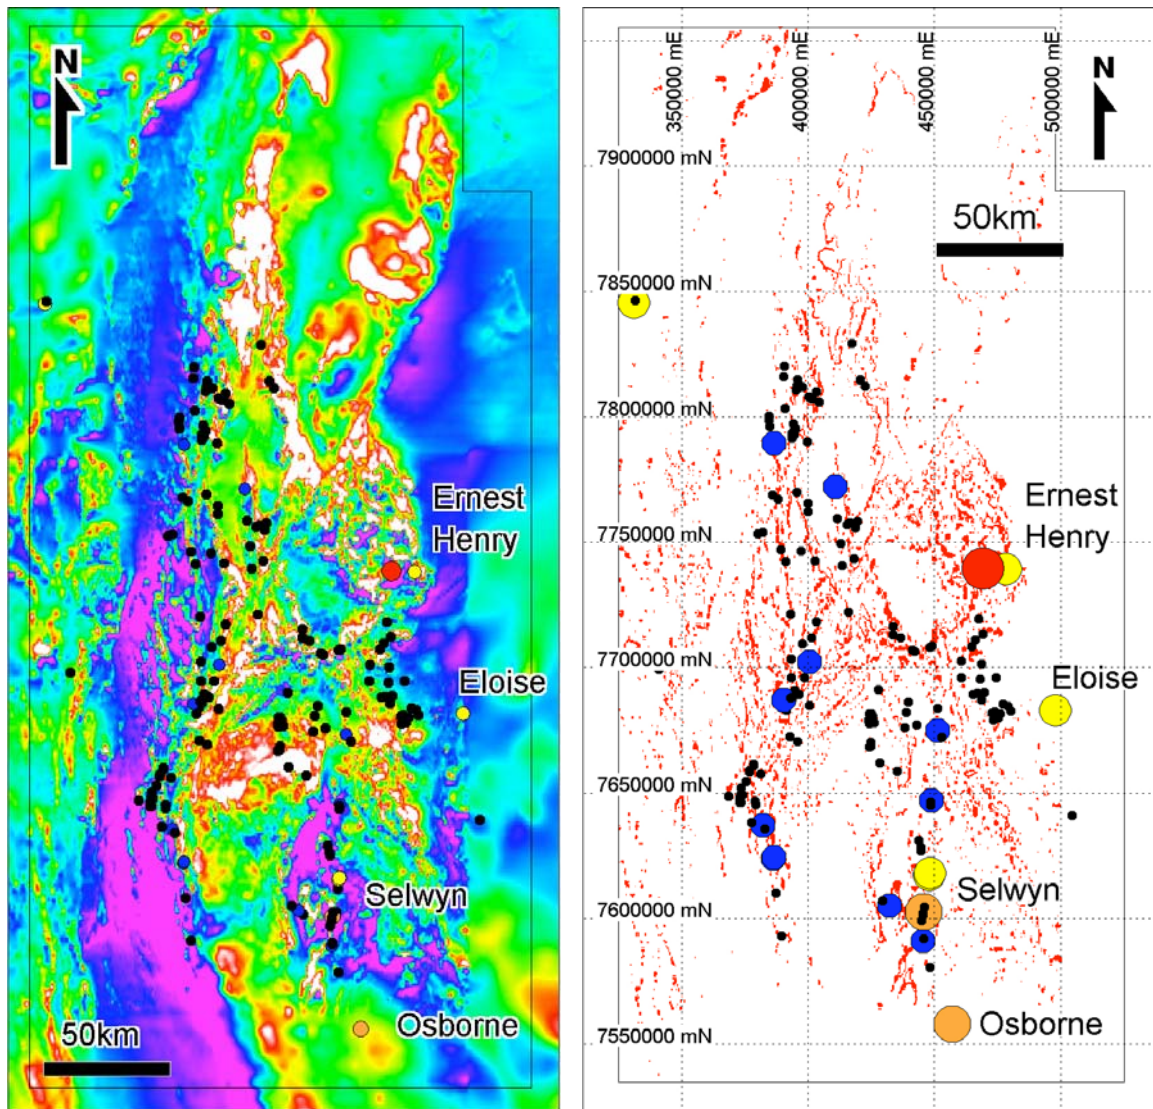 N
Ernest
Henry
Eloise
Selwyn
Osborne
50km
350000 mE
400000 mE
450000 mE
500000 mE
N
7900000 mN
50km
7850000 mN
7800000 mN
Ernest
Henry
7750000 mN
7700000 mN
Eloise
7650000 mN
Selwyn
7600000 mN
Osborne
7550000 mN